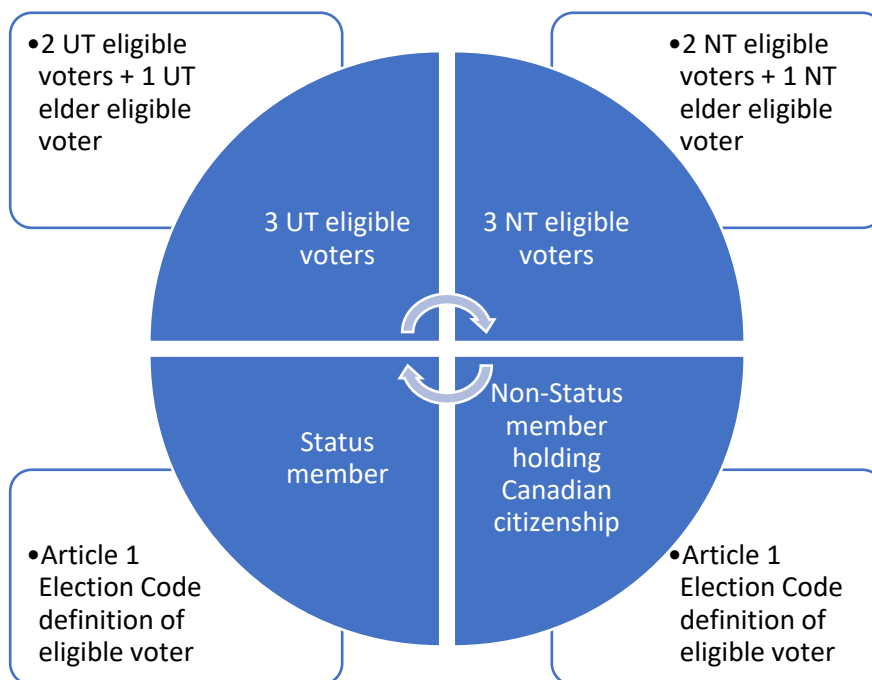 •2 UT eligible
voters + 1 UT
elder eligible
voter
•2 NT eligible
voters + 1 NT
elder eligible
voter
3 UT eligible
voters
3 NT eligible
voters
Status
member
Non-Status
member
holding
Canadian
citizenship
•Article 1
Election Code
definition of
eligible voter
•Article 1
Election Code
definition of
eligible voter